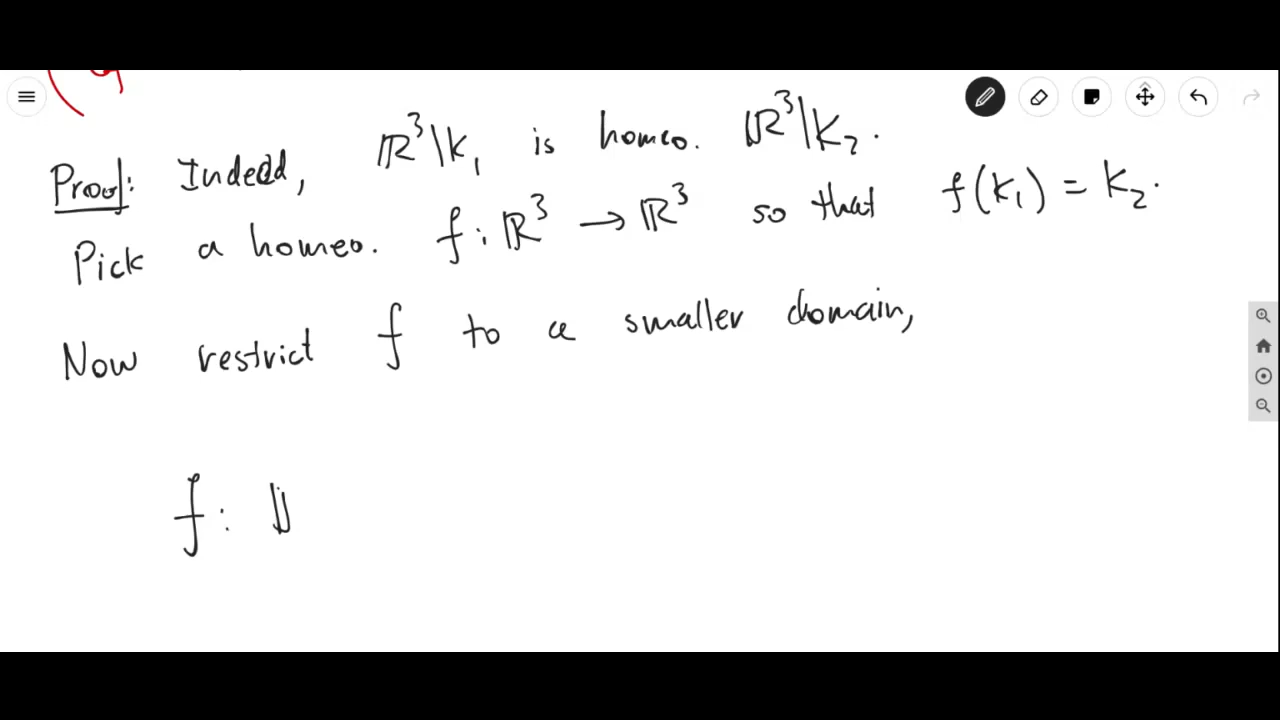 Proof: Indeed, ℝ³\K₁ is homeo. ℝ³\K₂.
Pick a homeo. f: ℝ³ → ℝ³ so that f(K₁) = K₂.
Now restrict f to a smaller domain,
f: